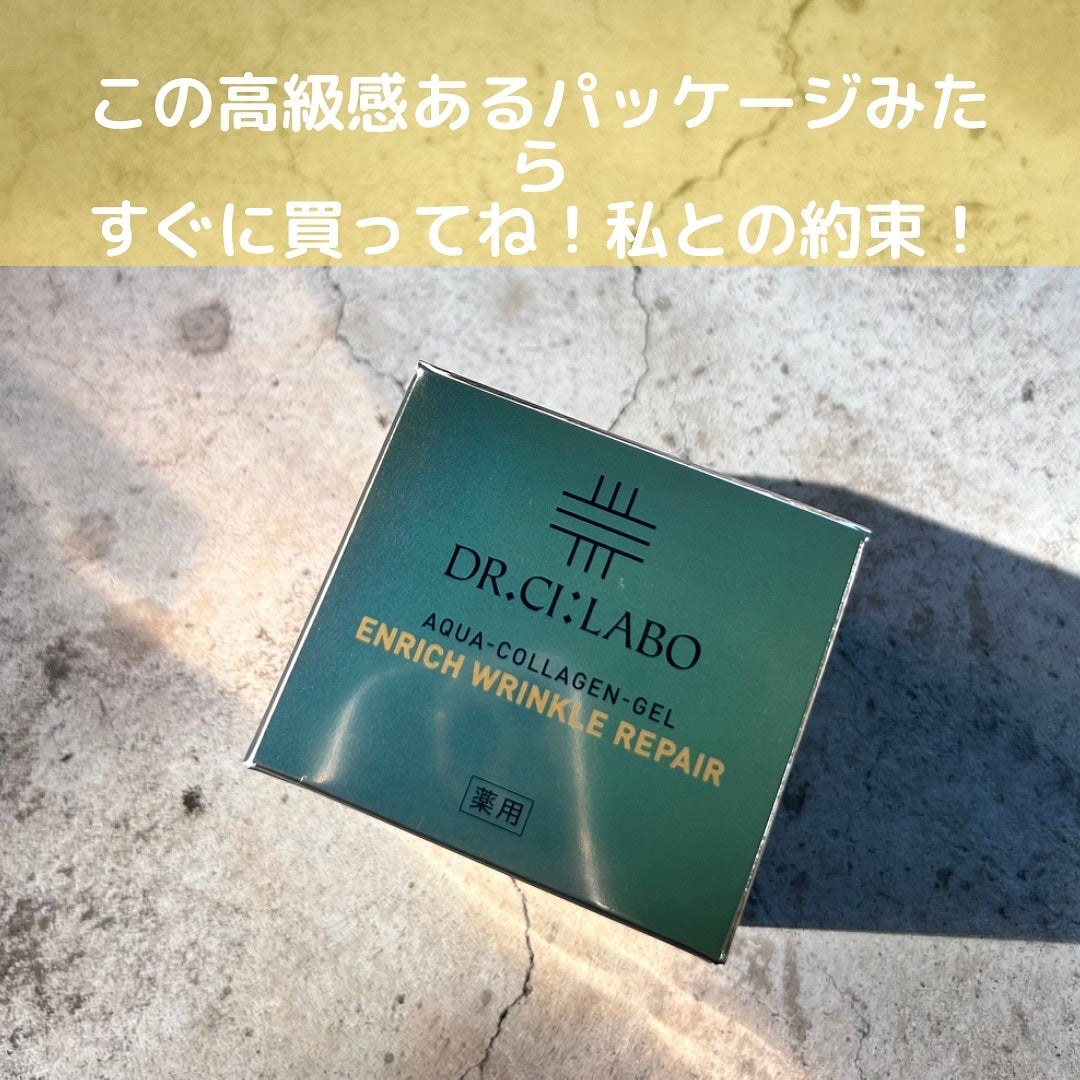 この高級感あるパッケージみた
ら
すぐに買ってね！私との約束！
DR.CI:LABO
AQUA-COLLAGEN-GEL
ENRICH WRINKLE REPAIR
薬用